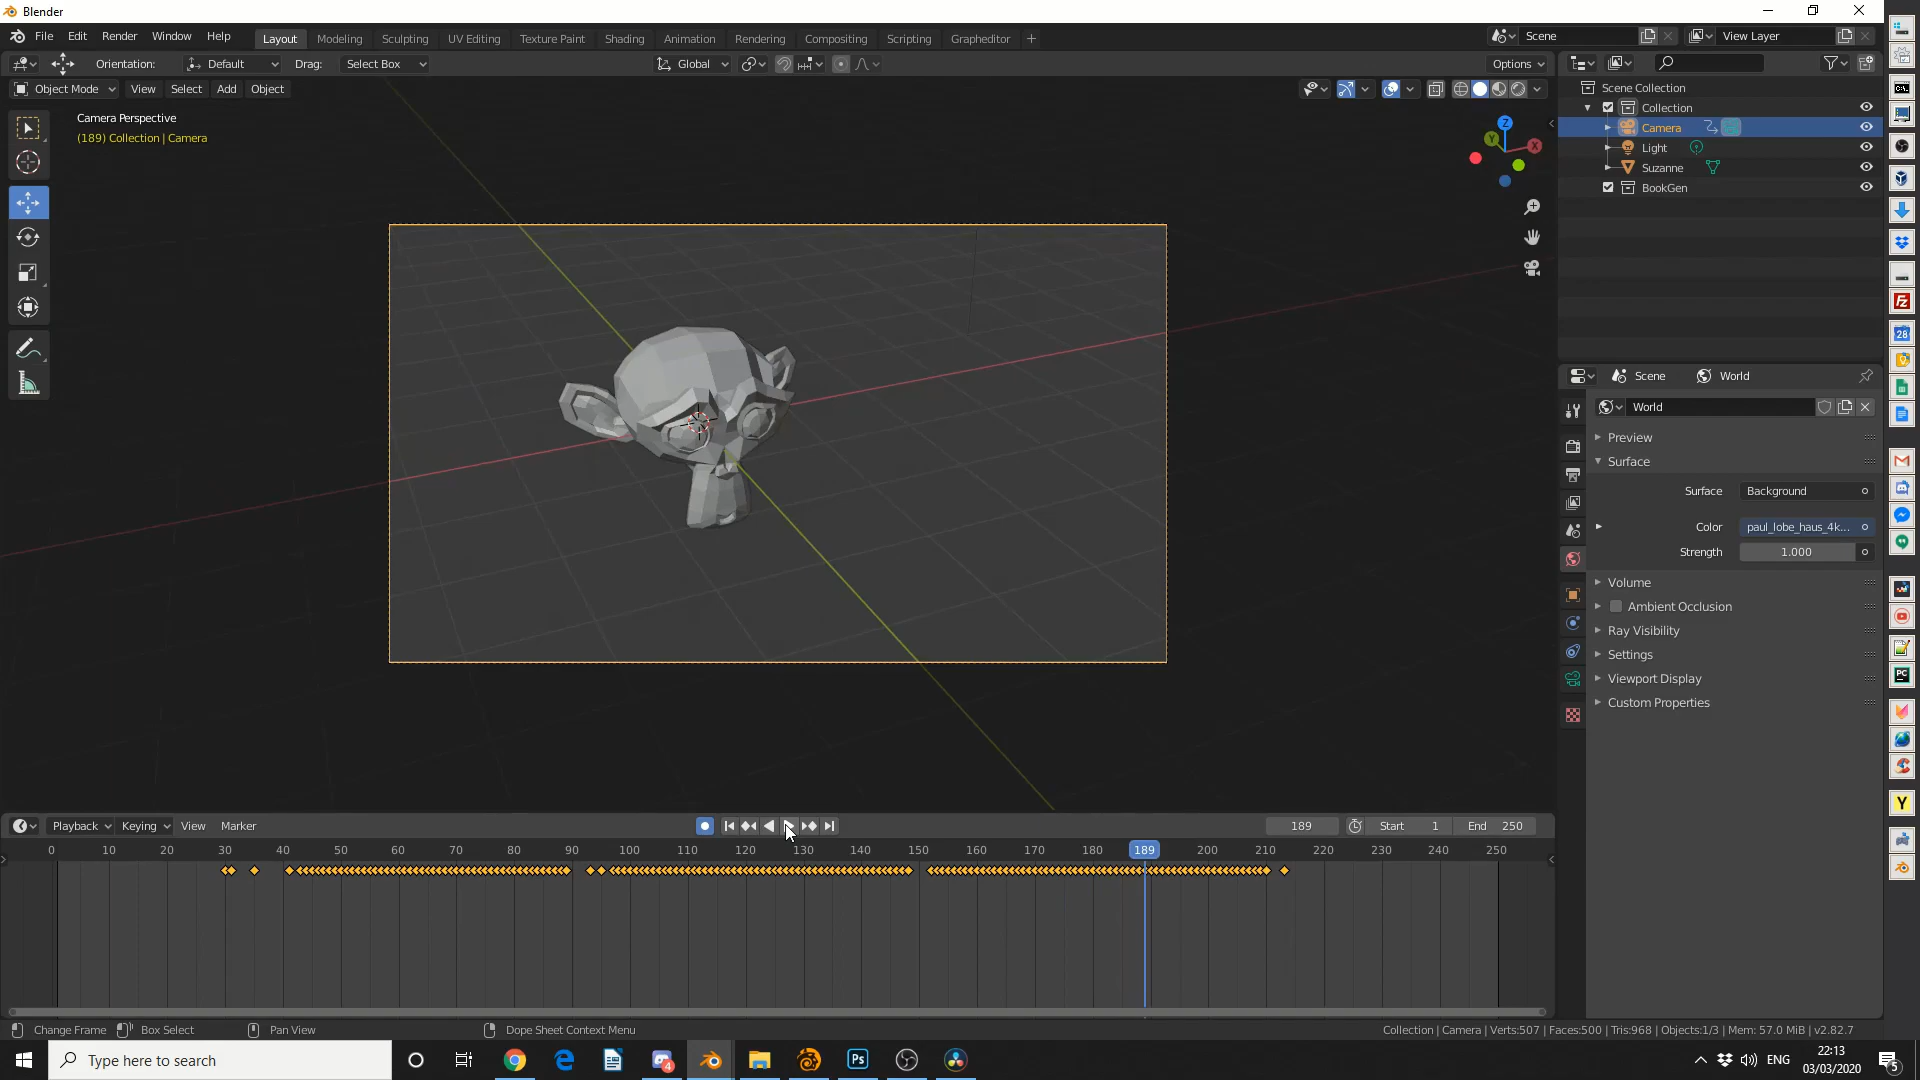 Blender
File Edit Render Window Help Layout Modeling Sculpting UV Editing Texture Paint Shading Animation Rendering Compositing Scripting Grapheditor + Scene View Layer
Orientation: Default Drag: Select Box Global Options
Object Mode View Select Add Object
Camera Perspective
(189) Collection | Camera
Z
Y
X
Scene Collection
Collection
Camera
Light
Suzanne
BookGen
Scene World
World
Preview
Surface
Surface Background
Color paul_lobe_haus_4k...
Strength 1.000
Volume
Ambient Occlusion
Ray Visibility
Settings
Viewport Display
Custom Properties
Playback Keying View Marker 189 Start 1 End 250
0 10 20 30 40 50 60 70 80 90 100 110 120 130 140 150 160 170 180 189 200 210 220 230 240 250
Change Frame Box Select Pan View Dope Sheet Context Menu Collection | Camera | Verts:507 | Faces:500 | Tris:968 | Objects:1/3 | Mem: 57.0 MiB | v2.82.7
Type here to search
4
Ps
ENG
22:13
03/03/2020
5
Fz
28
PC
Y